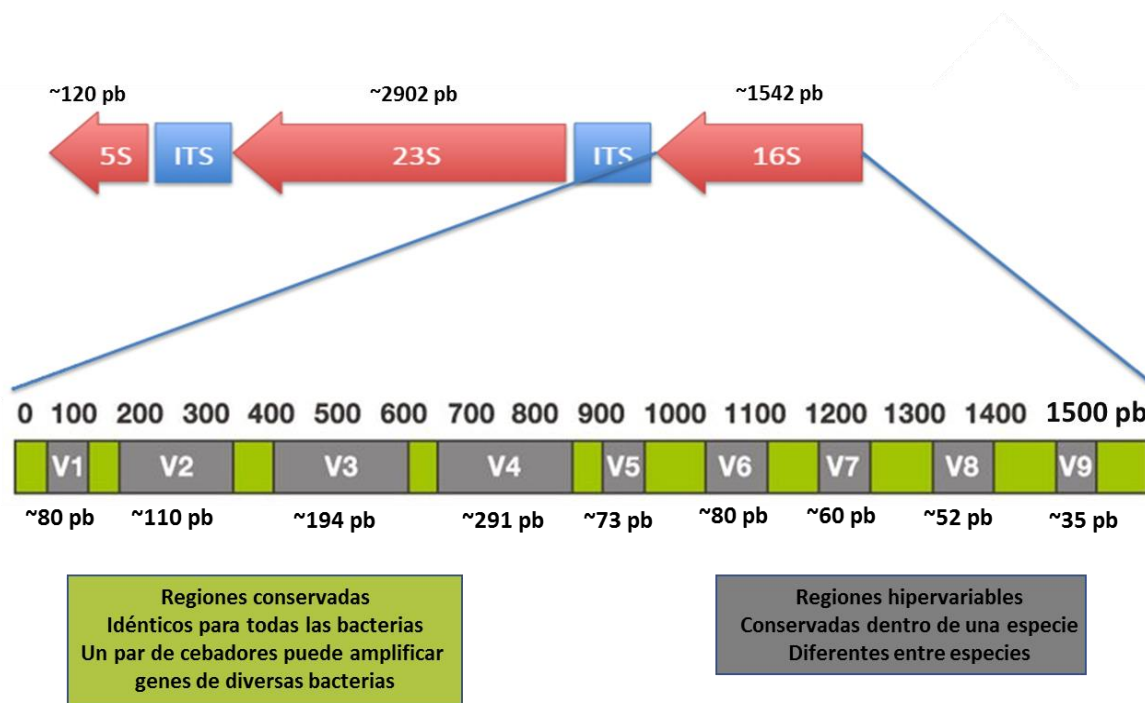 ~120 pb ~2902 pb ~1542 pb
5S ITS 23S ITS 16S
0 100 200 300 400 500 600 700 800 900 1000 1100 1200 1300 1400 1500 pb
V1 V2 V3 V4 V5 V6 V7 V8 V9
~80 pb ~110 pb ~194 pb ~291 pb ~73 pb ~80 pb ~60 pb ~52 pb ~35 pb
Regiones conservadas
Idénticos para todas las bacterias
Un par de cebadores puede amplificar
genes de diversas bacterias
Regiones hipervariables
Conservadas dentro de una especie
Diferentes entre especies